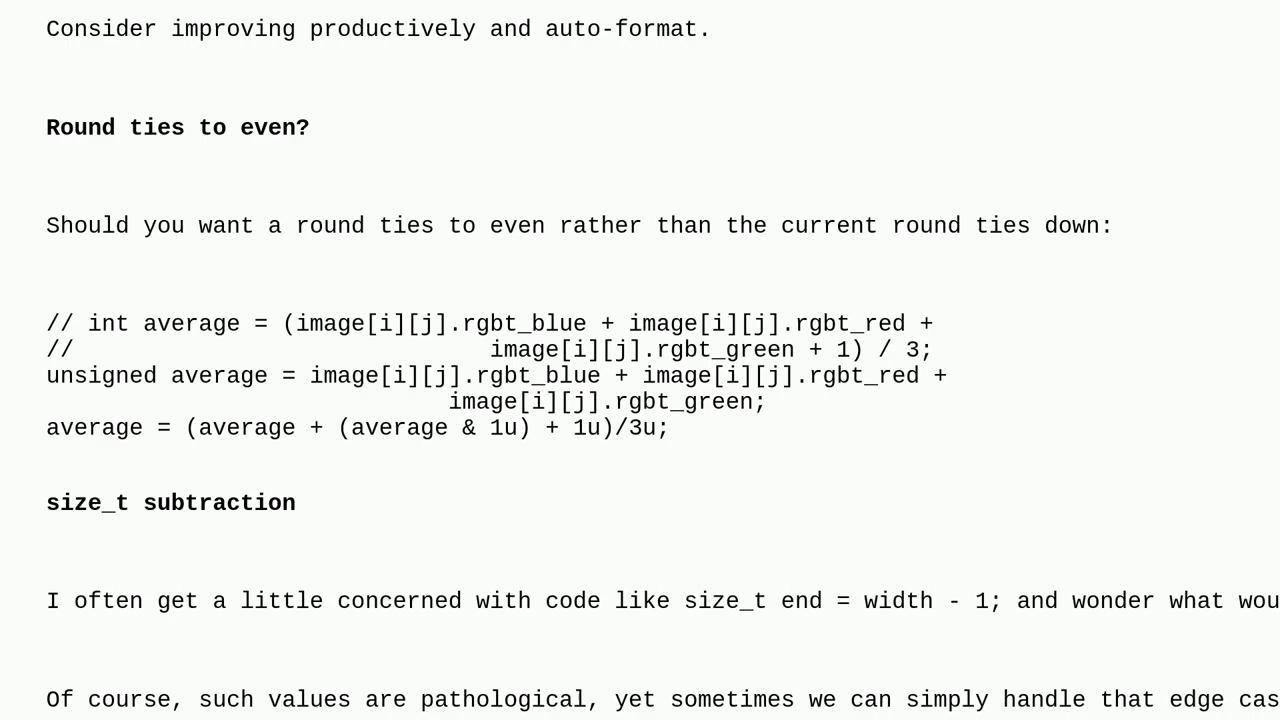 Consider improving productively and auto-format.
Round ties to even?
Should you want a round ties to even rather than the current round ties down:
// int average = (image[i][j].rgbt_blue + image[i][j].rgbt_red +
//                              image[i][j].rgbt_green + 1) / 3;
unsigned average = image[i][j].rgbt_blue + image[i][j].rgbt_red +
                             image[i][j].rgbt_green;
average = (average + (average & 1u) + 1u)/3u;
size_t subtraction
I often get a little concerned with code like size_t end = width - 1; and wonder what
Of course, such values are pathological, yet sometimes we can simply handle that edge